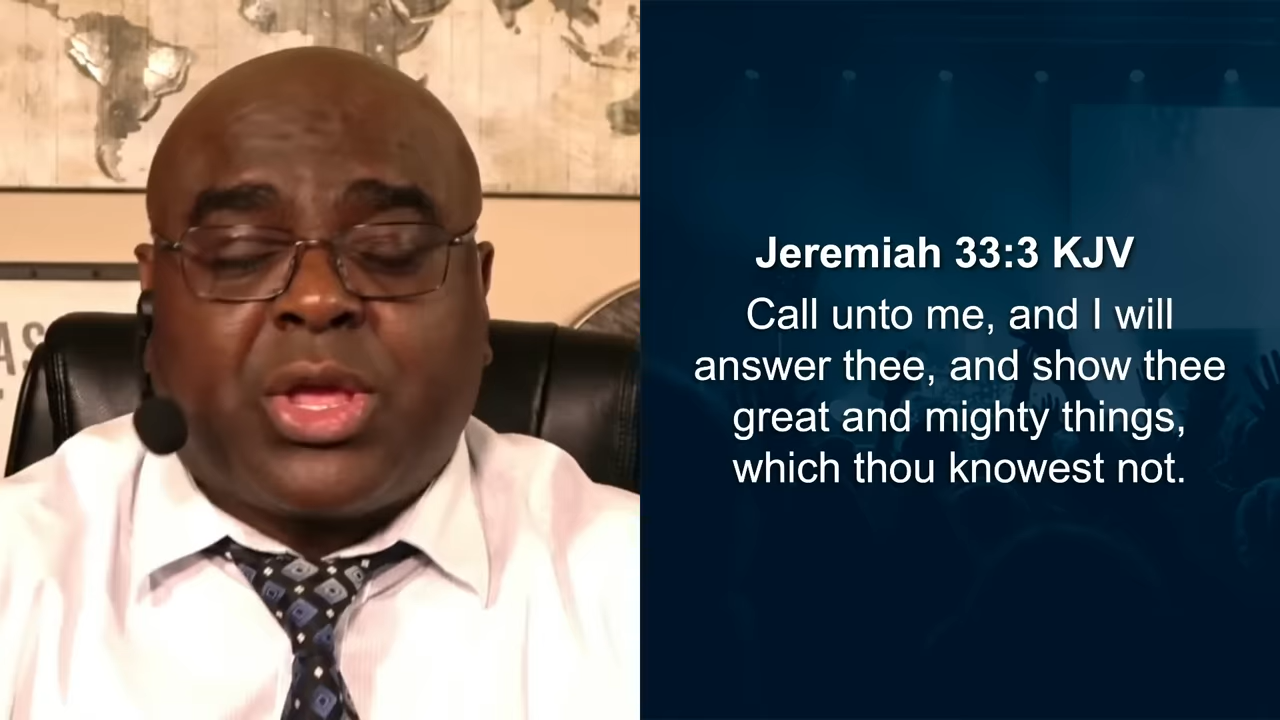 AS
Jeremiah 33:3 KJV
Call unto me, and I will
answer thee, and show thee
great and mighty things,
which thou knowest not.